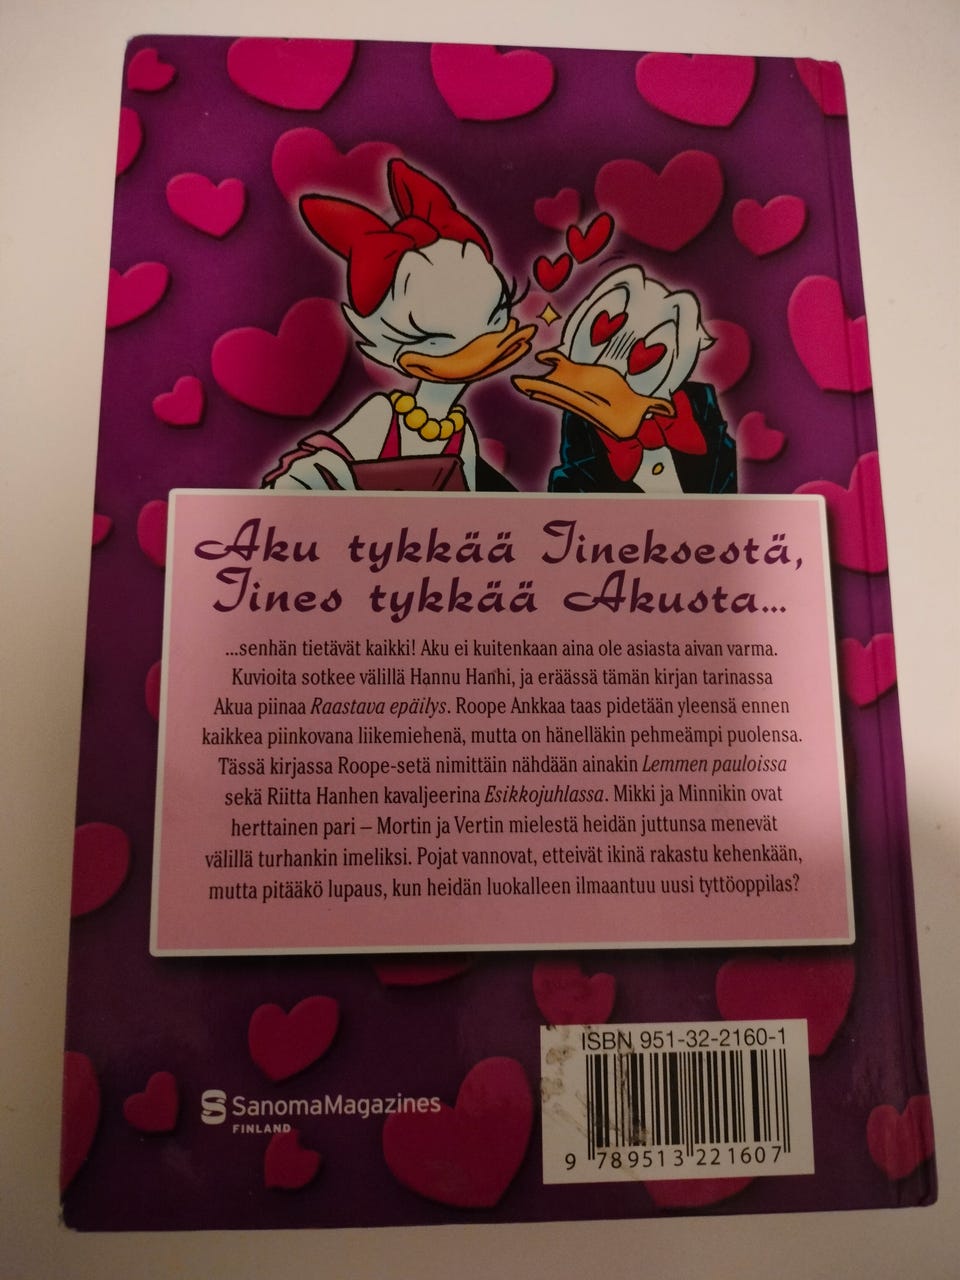 Aku tykkää Iineksestä,
Iines tykkää Akusta...
...senhän tietävät kaikki! Aku ei kuitenkaan aina ole asiasta aivan varma.
Kuvioita sotkee välillä Hannu Hanhi, ja eräässä tämän kirjan tarinassa
Akua piinaa Raastava epäilys. Roope Ankkaa taas pidetään yleensä ennen
kaikkea piinkovana liikemiehenä, mutta on hänelläkin pehmeämpi puolensa.
Tässä kirjassa Roope-setä nimittäin nähdään ainakin Lemmen pauloissa
sekä Riitta Hanhen kavaljeerina Esikkojuhlassa. Mikki ja Minnikin ovat
herttainen pari – Mortin ja Vertin mielestä heidän juttunsa menevät
välillä turhankin imeliksi. Pojat vannovat, etteivät ikinä rakastu kehenkään,
mutta pitääkö lupaus, kun heidän luokalleen ilmaantuu uusi tyttöoppilas?
ISBN 951-32-2160-1
SanomaMagazines
FINLAND
9 789513 221607